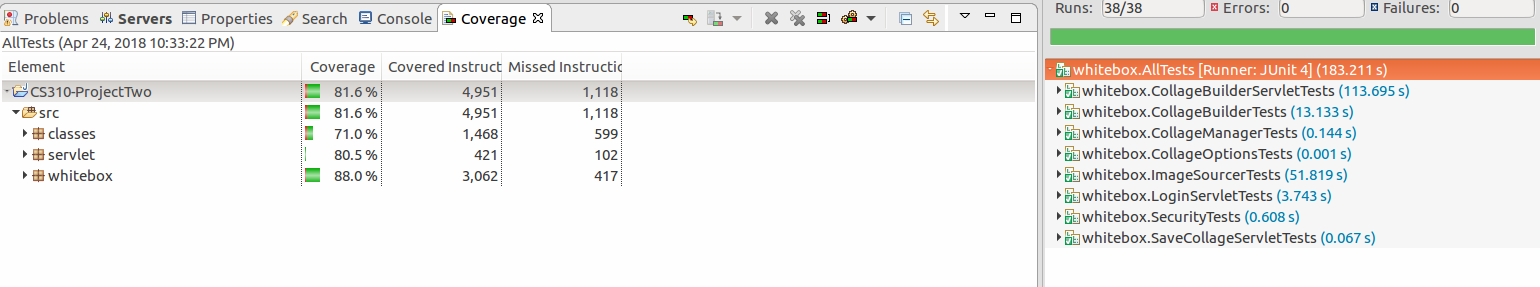 Problems Servers Properties Search Console Coverage
AllTests (Apr 24, 2018 10:33:22 PM)
Element Coverage Covered Instruct Missed Instructic
CS310-ProjectTwo 81.6 % 4,951 1,118
src 81.6 % 4,951 1,118
classes 71.0 % 1,468 599
servlet 80.5 % 421 102
whitebox 88.0 % 3,062 417
Runs: 38/38 Errors: 0 Failures: 0
whitebox.AllTests [Runner: JUnit 4] (183.211 s)
whitebox.CollageBuilderServletTests (113.695 s)
whitebox.CollageBuilderTests (13.133 s)
whitebox.CollageManagerTests (0.144 s)
whitebox.CollageOptionsTests (0.001 s)
whitebox.ImageSourcerTests (51.819 s)
whitebox.LoginServletTests (3.743 s)
whitebox.SecurityTests (0.608 s)
whitebox.SaveCollageServletTests (0.067 s)